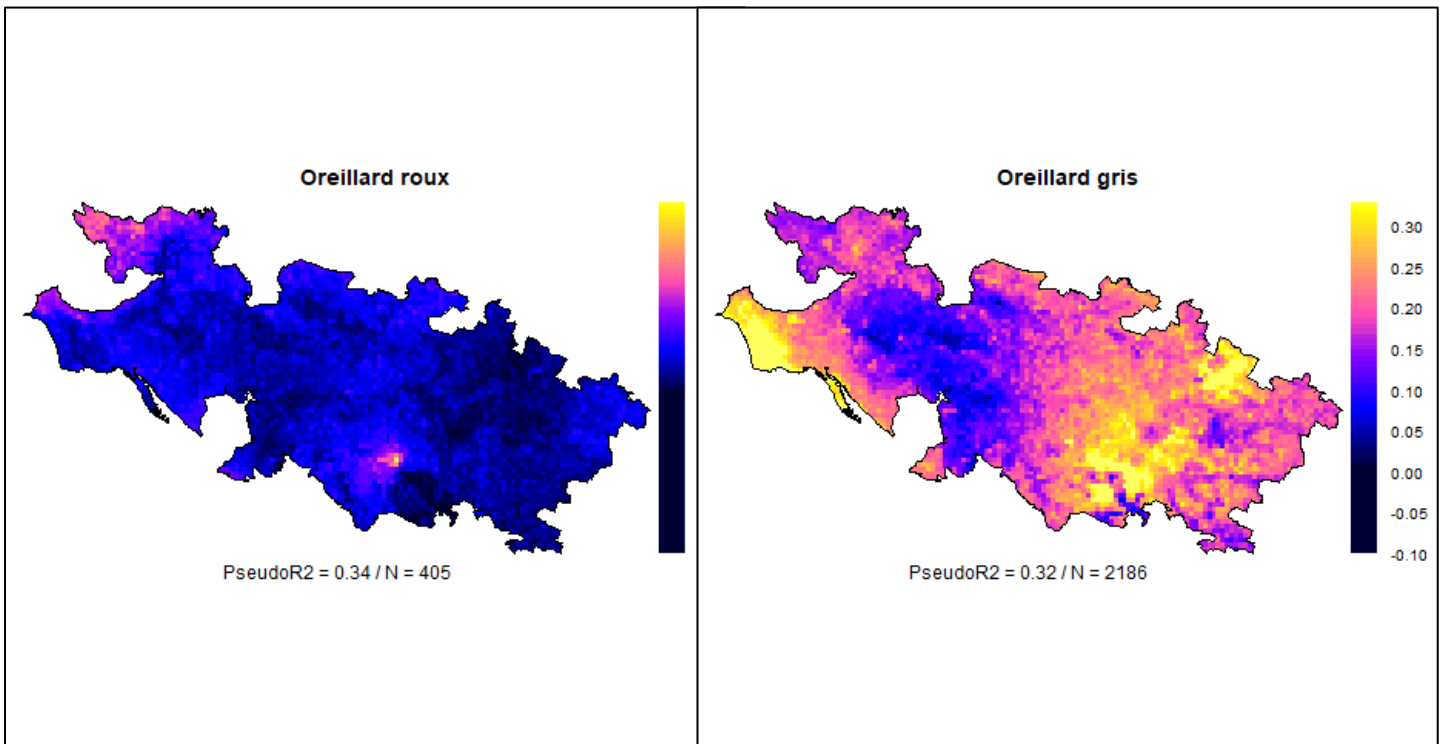 Oreillard roux
PseudoR2 = 0.34 / N = 405
Oreillard gris
0.30
0.25
0.20
0.15
0.10
0.05
0.00
-0.05
-0.10
PseudoR2 = 0.32 / N = 2186